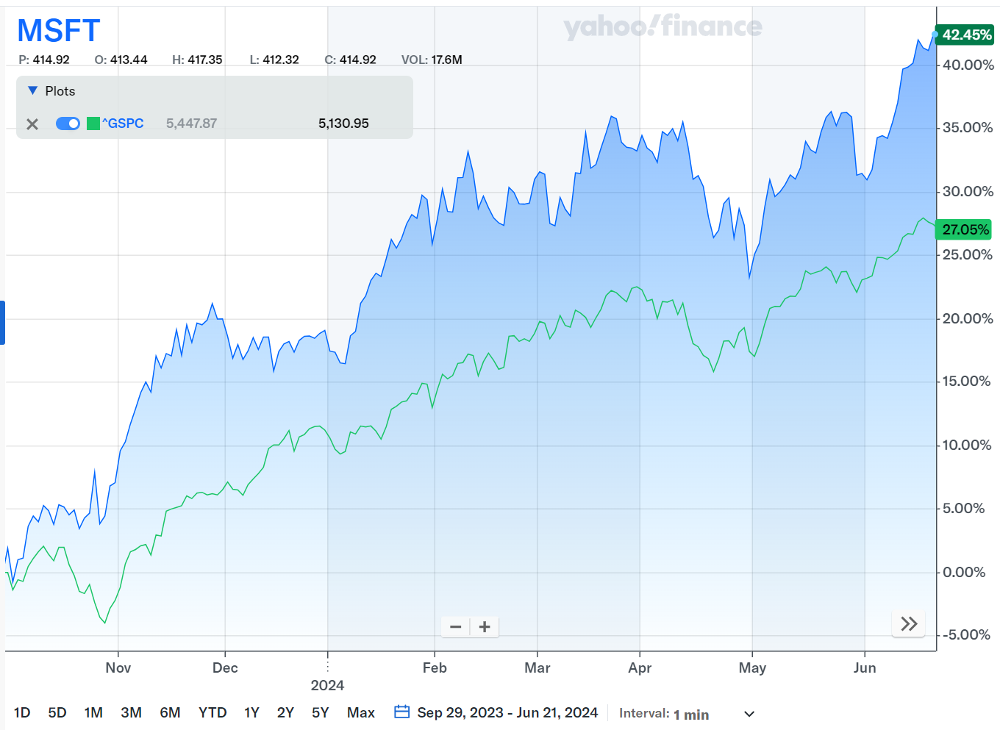 MSFT
yahoo!finance
P: 414.92 O: 413.44 H: 417.35 L: 412.32 C: 414.92 VOL: 17.6M
Plots
^GSPC 5,447.87 5,130.95
42.45%
40.00%
35.00%
30.00%
27.05%
25.00%
20.00%
15.00%
10.00%
5.00%
0.00%
-5.00%
Nov Dec Feb Mar Apr May Jun
2024
1D 5D 1M 3M 6M YTD 1Y 2Y 5Y Max Sep 29, 2023 - Jun 21, 2024 Interval: 1 min